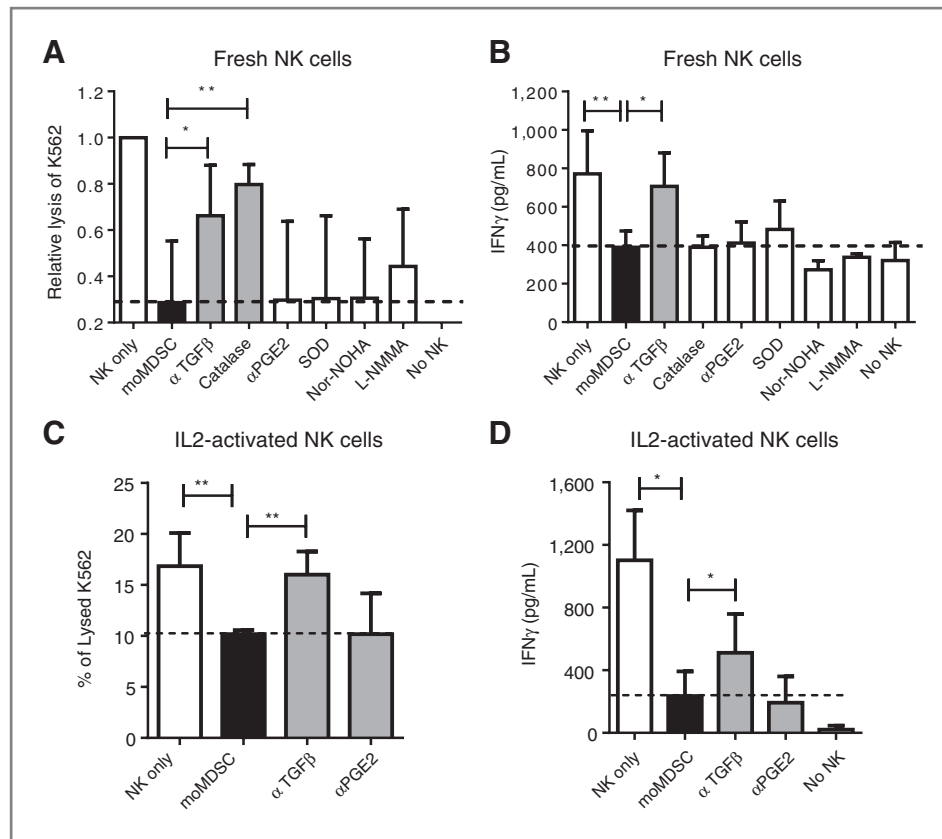 A
Fresh NK cells
Relative lysis of K562
1.2
1.0
0.8
0.6
0.4
0.2
* *
*
NK only
moMDSC
α TGFβ
Catalase
αPGE2
SOD
Nor-NOHA
L-NMMA
No NK
B
Fresh NK cells
IFNγ (pg/mL)
1,200
1,000
800
600
400
200
0
* *
*
NK only
moMDSC
α TGFβ
Catalase
αPGE2
SOD
Nor-NOHA
L-NMMA
No NK
C
IL2-activated NK cells
% of Lysed K562
25
20
15
10
5
0
**
**
NK only
moMDSC
α TGFβ
αPGE2
D
IL2-activated NK cells
IFNγ (pg/mL)
1,600
1,200
800
400
0
*
*
NK only
moMDSC
α TGFβ
αPGE2
No NK